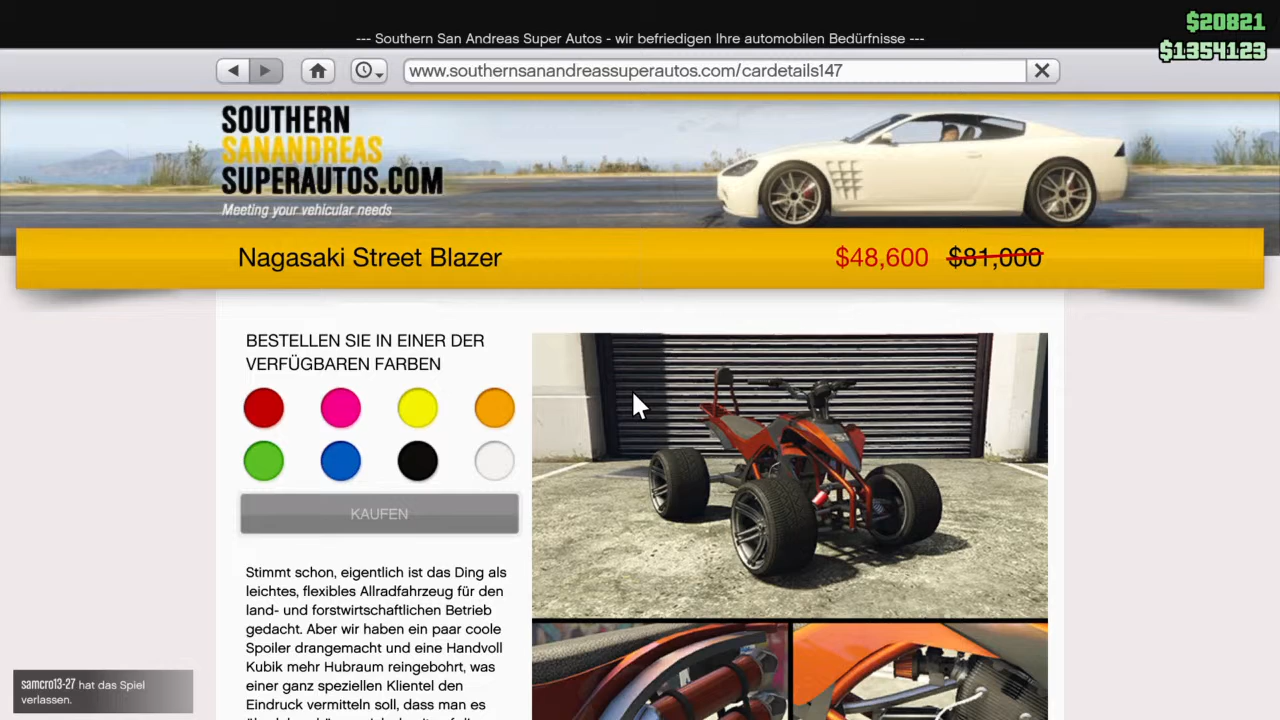 $20821
--- Southern San Andreas Super Autos - wir befriedigen Ihre automobilen Bedürfnisse ---
$1354123
www.southernsanandreassuperautos.com/cardetails147
SOUTHERN
SANANDREAS
SUPERAUTOS.COM
Meeting your vehicular needs
Nagasaki Street Blazer
$48,600 $81,000
BESTELLEN SIE IN EINER DER
VERFÜGBAREN FARBEN
KAUFEN
Stimmt schon, eigentlich ist das Ding als
leichtes, flexibles Allradfahrzeug für den
land- und forstwirtschaftlichen Betrieb
gedacht. Aber wir haben ein paar coole
Spoiler drangemacht und eine Handvoll
Kubik mehr Hubraum reingebohrt, was
einer ganz speziellen Klientel den
Eindruck vermitteln soll, dass man es
samcro13-27 hat das Spiel
verlassen.